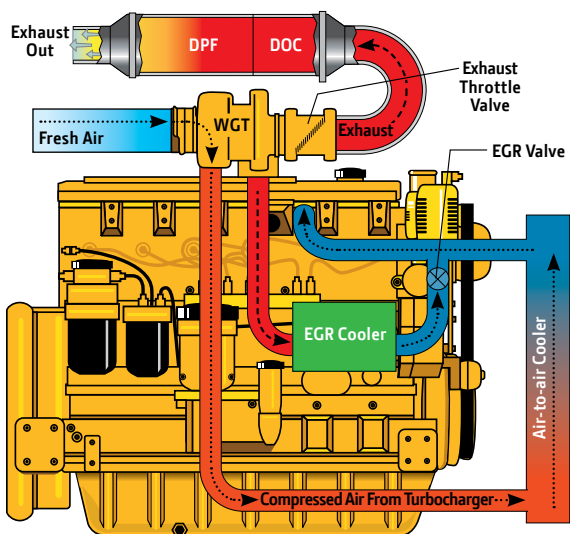 Exhaust
Out
DPF
DOC
Exhaust
Throttle
Valve
Fresh Air
WGT
Exhaust
EGR Valve
EGR Cooler
Air-to-air Cooler
Compressed Air From Turbocharger